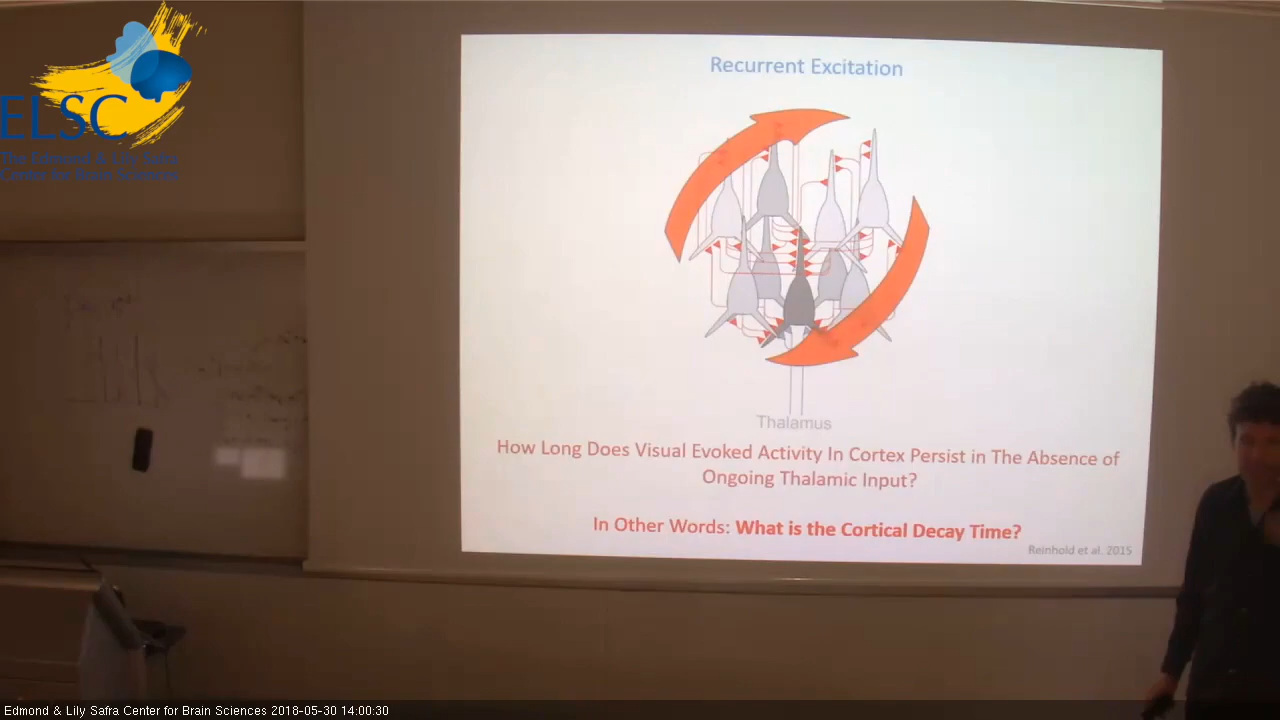 ELSC
The Edmond & Lily Safra
Center for Brain Sciences
Recurrent Excitation
Thalamus
How Long Does Visual Evoked Activity In Cortex Persist in The Absence of
Ongoing Thalamic Input?
In Other Words: What is the Cortical Decay Time?
Reinhold et al. 2015
Edmond & Lily Safra Center for Brain Sciences 2018-05-30 14:00:30